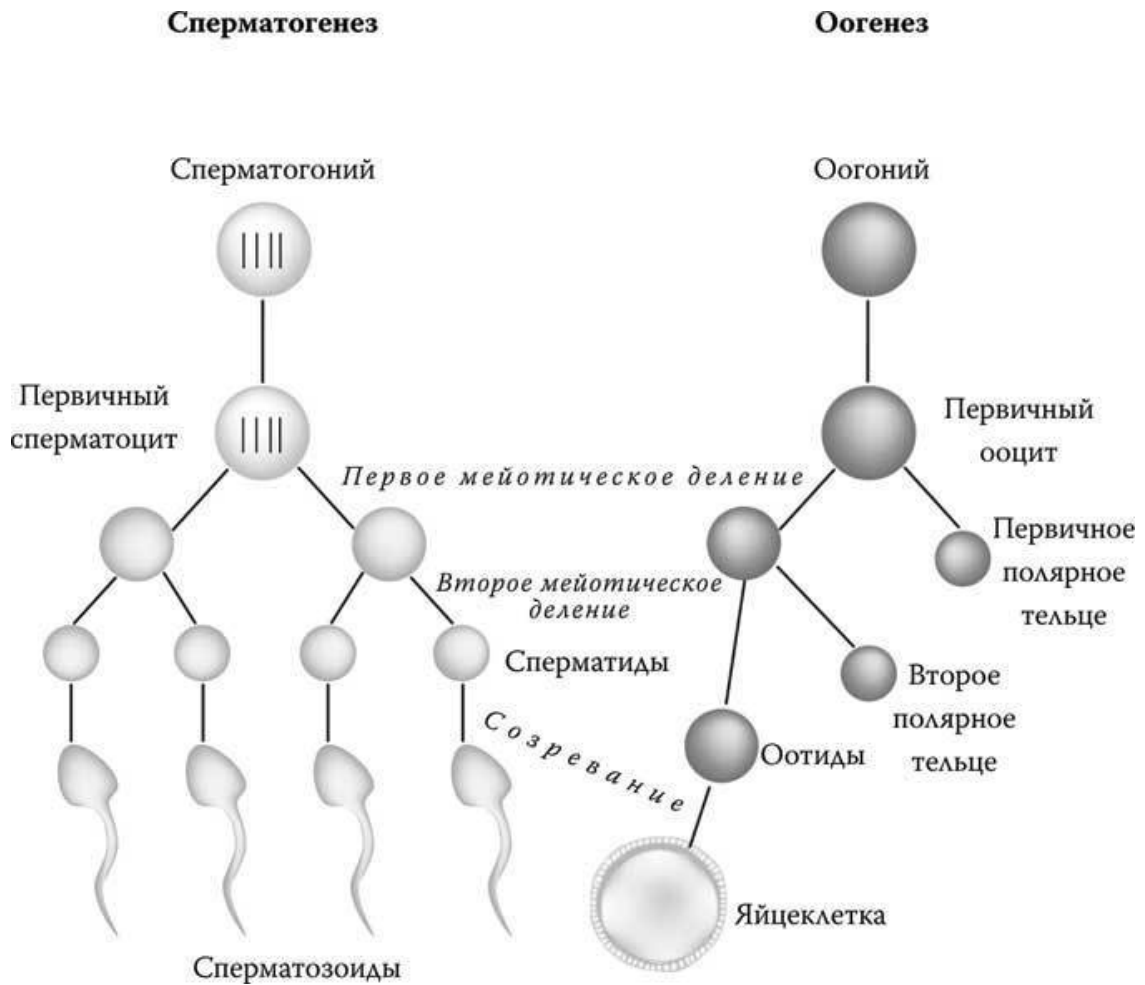 Сперматогенез
Оогенез
Сперматогоний
Оогоний
Первичный
сперматоцит
Первичный
ооцит
Первое мейотическое деление
Первичное
полярное
тельце
Второе мейотическое
деление
Сперматиды
Второе
полярное
тельце
Созревание
Оотиды
Яйцеклетка
Сперматозоиды